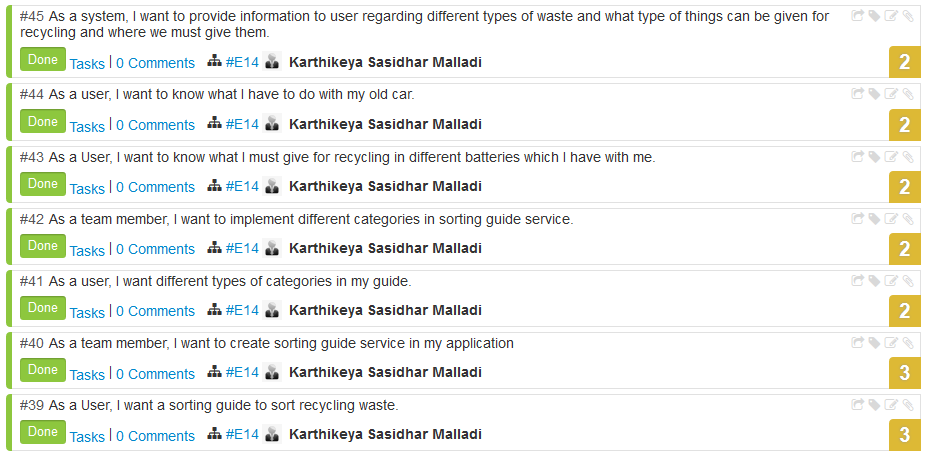 #45 As a system, I want to provide information to user regarding different types of waste and what type of things can be given for
recycling and where we must give them.
Done Tasks | 0 Comments #E14 Karthikeya Sasidhar Malladi 2
#44 As a user, I want to know what I have to do with my old car.
Done Tasks | 0 Comments #E14 Karthikeya Sasidhar Malladi 2
#43 As a User, I want to know what I must give for recycling in different batteries which I have with me.
Done Tasks | 0 Comments #E14 Karthikeya Sasidhar Malladi 2
#42 As a team member, I want to implement different categories in sorting guide service.
Done Tasks | 0 Comments #E14 Karthikeya Sasidhar Malladi 2
#41 As a user, I want different types of categories in my guide.
Done Tasks | 0 Comments #E14 Karthikeya Sasidhar Malladi 2
#40 As a team member, I want to create sorting guide service in my application
Done Tasks | 0 Comments #E14 Karthikeya Sasidhar Malladi 3
#39 As a User, I want a sorting guide to sort recycling waste.
Done Tasks | 0 Comments #E14 Karthikeya Sasidhar Malladi 3